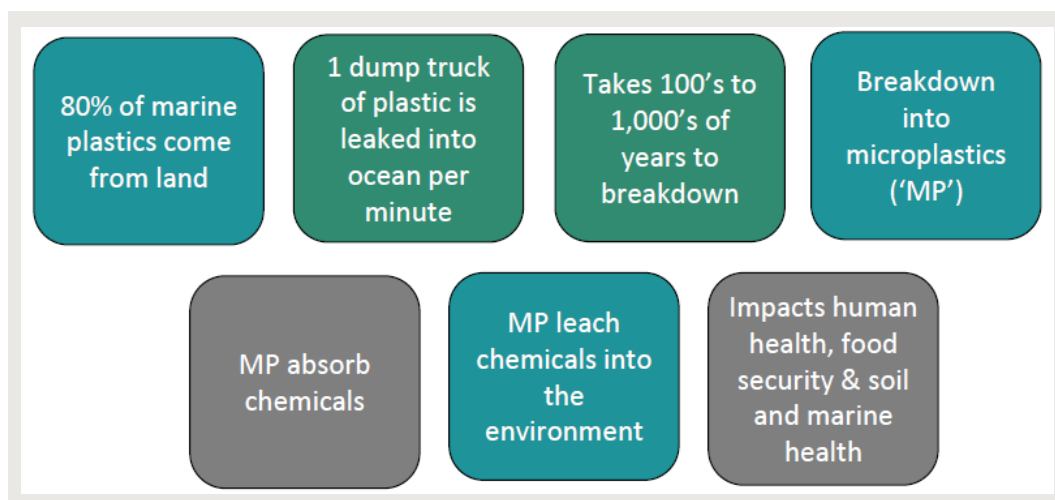 80% of marine
plastics come
from land
1 dump truck
of plastic is
leaked into
ocean per
minute
Takes 100’s to
1,000’s of
years to
breakdown
Breakdown
into
microplastics
(‘MP’)
MP absorb
chemicals
MP leach
chemicals into
the
environment
Impacts human
health, food
security & soil
and marine
health